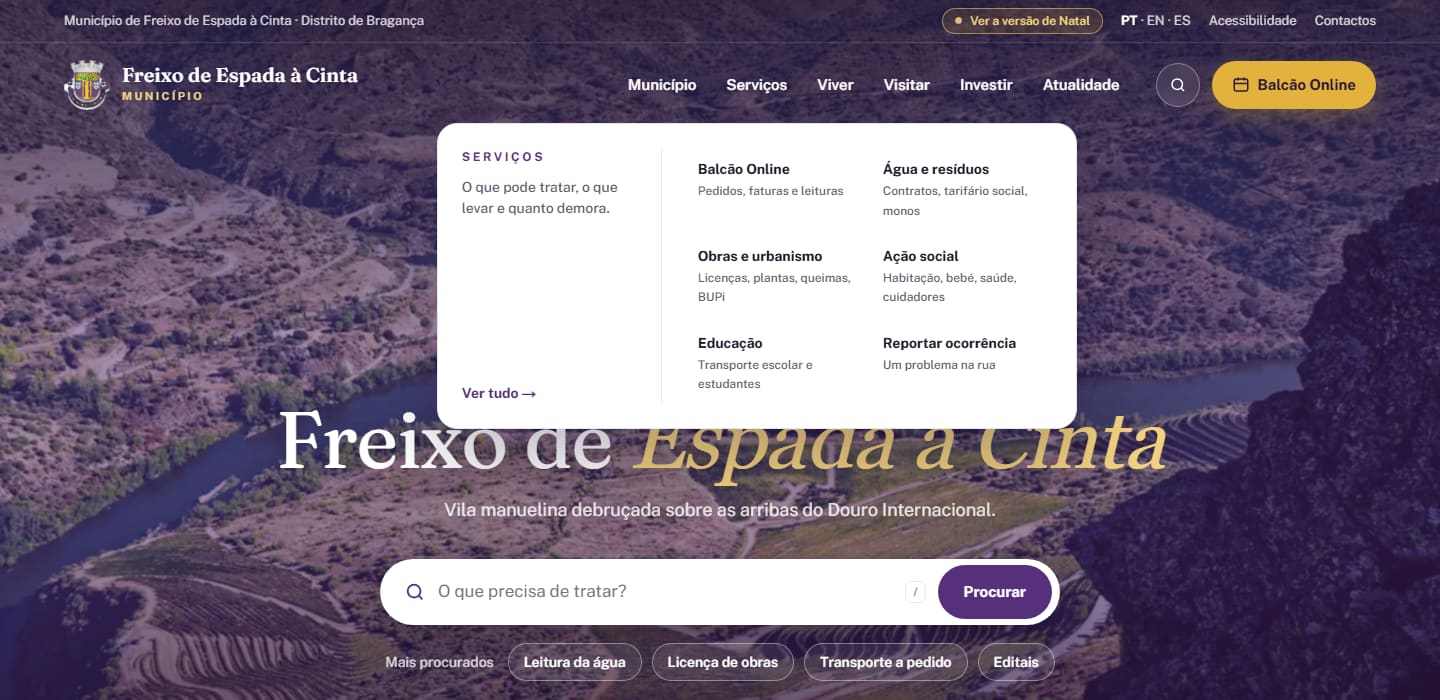 Município de Freixo de Espada à Cinta · Distrito de Bragança
Ver a versão de Natal
PT · EN · ES
Acessibilidade
Contactos
Freixo de Espada à Cinta
MUNICÍPIO
Município
Serviços
Viver
Visitar
Investir
Atualidade
Balcão Online
SERVIÇOS
O que pode tratar, o que
levar e quanto demora.
Ver tudo →
Balcão Online
Pedidos, faturas e leituras
Água e resíduos
Contratos, tarifário social,
monos
Obras e urbanismo
Licenças, plantas, queimas,
BUPi
Ação social
Habitação, bebé, saúde,
cuidadores
Educação
Transporte escolar e
estudantes
Reportar ocorrência
Um problema na rua
Freixo de Espada à Cinta
Vila manuelina debruçada sobre as arribas do Douro Internacional.
O que precisa de tratar?
/
Procurar
Mais procurados
Leitura da água
Licença de obras
Transporte a pedido
Editais